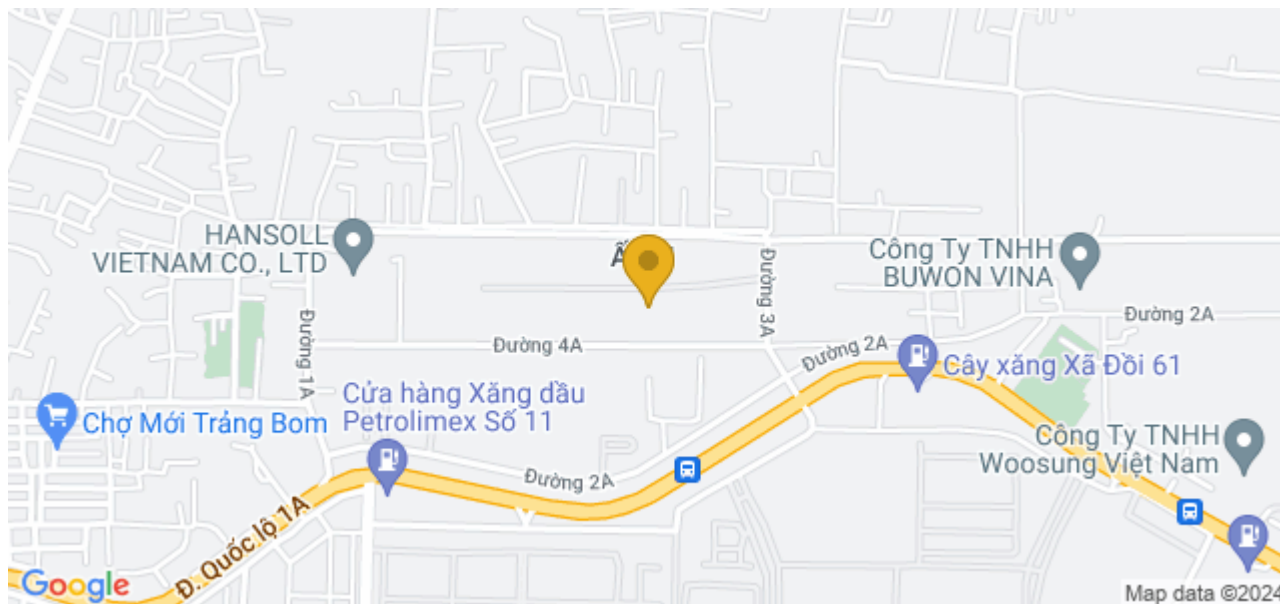 HANSOLL
VIETNAM CO., LTD
Công Ty TNHH
BUWON VINA
Đường 3A
Đường 2A
Đường 1A
Đường 4A
Đường 2A
Cây xăng Xã Đồi 61
Cửa hàng Xăng dầu
Petrolimex Số 11
Chợ Mới Trảng Bom
Công Ty TNHH
Woosung Việt Nam
Đường 2A
Đ. Quốc lộ 1A
Google
Map data ©2024